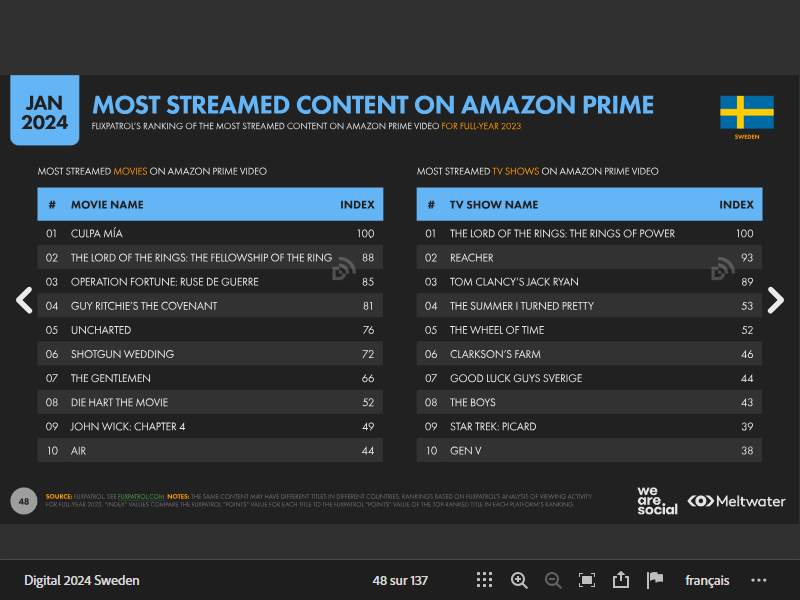 JAN
2024
MOST STREAMED CONTENT ON AMAZON PRIME
FLIXPATROL'S RANKING OF THE MOST STREAMED CONTENT ON AMAZON PRIME VIDEO FOR FULL-YEAR 2023
SWEDEN
MOST STREAMED MOVIES ON AMAZON PRIME VIDEO
# MOVIE NAME INDEX
01 CULPA MÍA 100
02 THE LORD OF THE RINGS: THE FELLOWSHIP OF THE RING 88
03 OPERATION FORTUNE: RUSE DE GUERRE 85
04 GUY RITCHIE'S THE COVENANT 81
05 UNCHARTED 76
06 SHOTGUN WEDDING 72
07 THE GENTLEMEN 66
08 DIE HART THE MOVIE 52
09 JOHN WICK: CHAPTER 4 49
10 AIR 44
MOST STREAMED TV SHOWS ON AMAZON PRIME VIDEO
# TV SHOW NAME INDEX
01 THE LORD OF THE RINGS: THE RINGS OF POWER 100
02 REACHER 93
03 TOM CLANCY'S JACK RYAN 89
04 THE SUMMER I TURNED PRETTY 53
05 THE WHEEL OF TIME 52
06 CLARKSON'S FARM 46
07 GOOD LUCK GUYS SVERIGE 44
08 THE BOYS 43
09 STAR TREK: PICARD 39
10 GEN V 38
48
SOURCE: FLIXPATROL. SEE FLIXPATROL.COM. NOTES: THE SAME CONTENT MAY HAVE DIFFERENT TITLES IN DIFFERENT COUNTRIES. RANKINGS BASED ON FLIXPATROL'S ANALYSIS OF VIEWING ACTIVITY
FOR FULL-YEAR 2023. "INDEX" VALUES COMPARE THE FLIXPATROL "POINTS" VALUE FOR EACH TITLE TO THE FLIXPATROL "POINTS" VALUE OF THE TOP-RANKED TITLE IN EACH PLATFORM'S RANKING.
we
are
social
Meltwater
Digital 2024 Sweden
48 sur 137
français